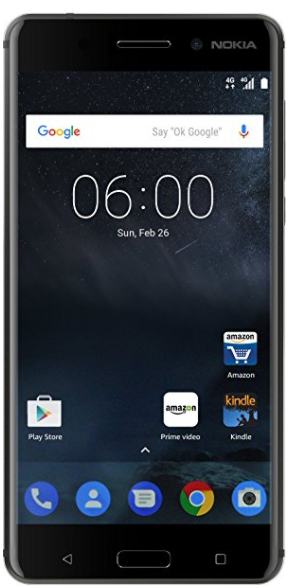 NOKIA
4G 4G
Google Say "Ok Google"
06:00
Sun, Feb 26
amazon
Amazon
amazon
kindle
Play Store
Prime video
Kindle